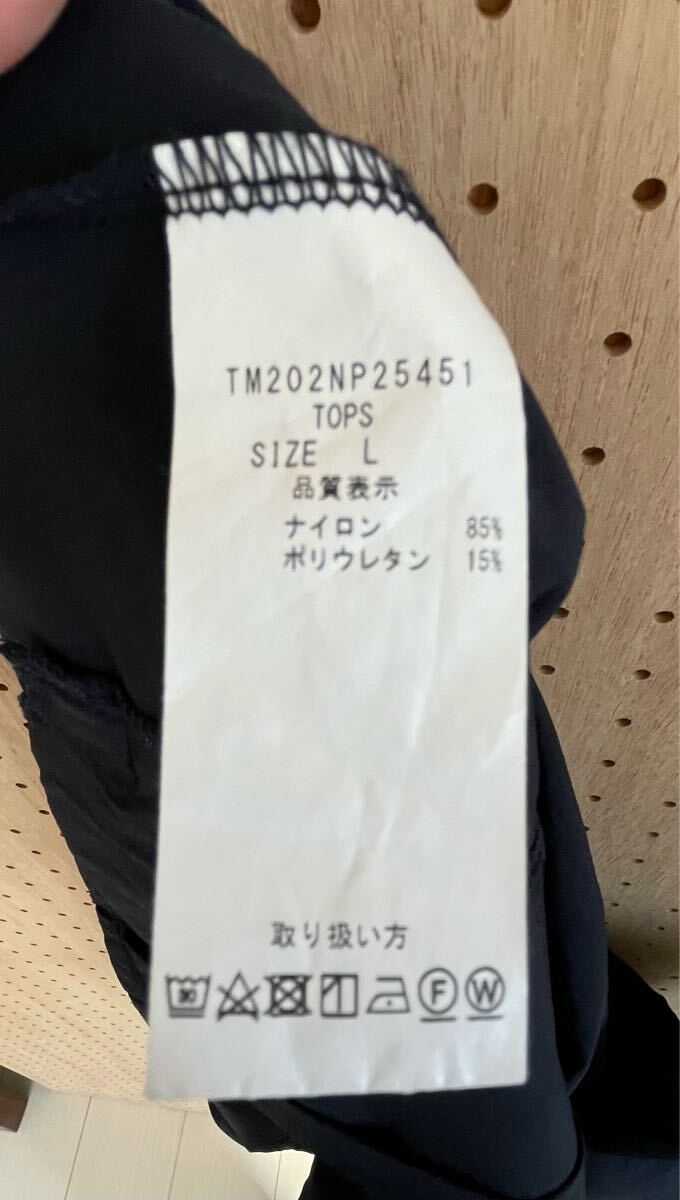 TM202NP25451
TOPS
SIZE L
品質表示
ナイロン 85%
ポリウレタン 15%
取り扱い方
30 F W